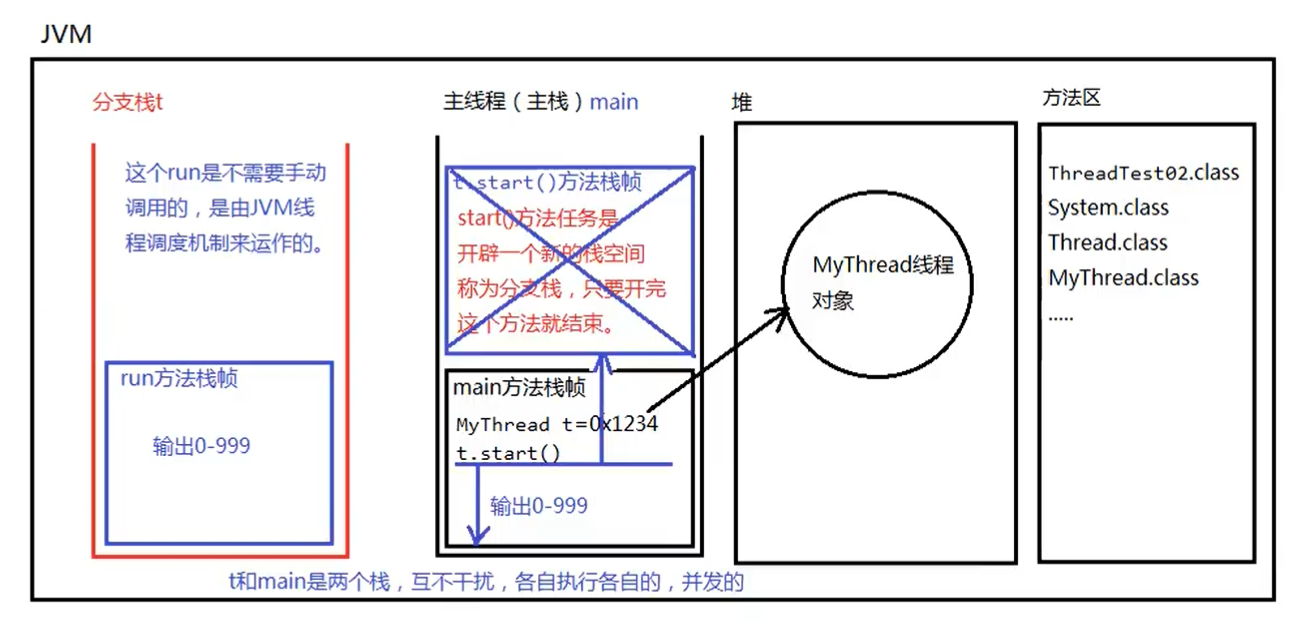 JVM
分支栈t
这个run是不需要手动
调用的，是由JVM线
程调度机制来运作的。
run方法栈帧
输出0-999
主线程（主栈）main
t.start()方法栈帧
start()方法任务是
开辟一个新的栈空间
称为分支栈，只要开完
这个方法就结束。
main方法栈帧
MyThread t=0x1234
t.start()
输出0-999
堆
MyThread线程
对象
方法区
ThreadTest02.class
System.class
Thread.class
MyThread.class
.....
t和main是两个栈，互不干扰，各自执行各自的，并发的